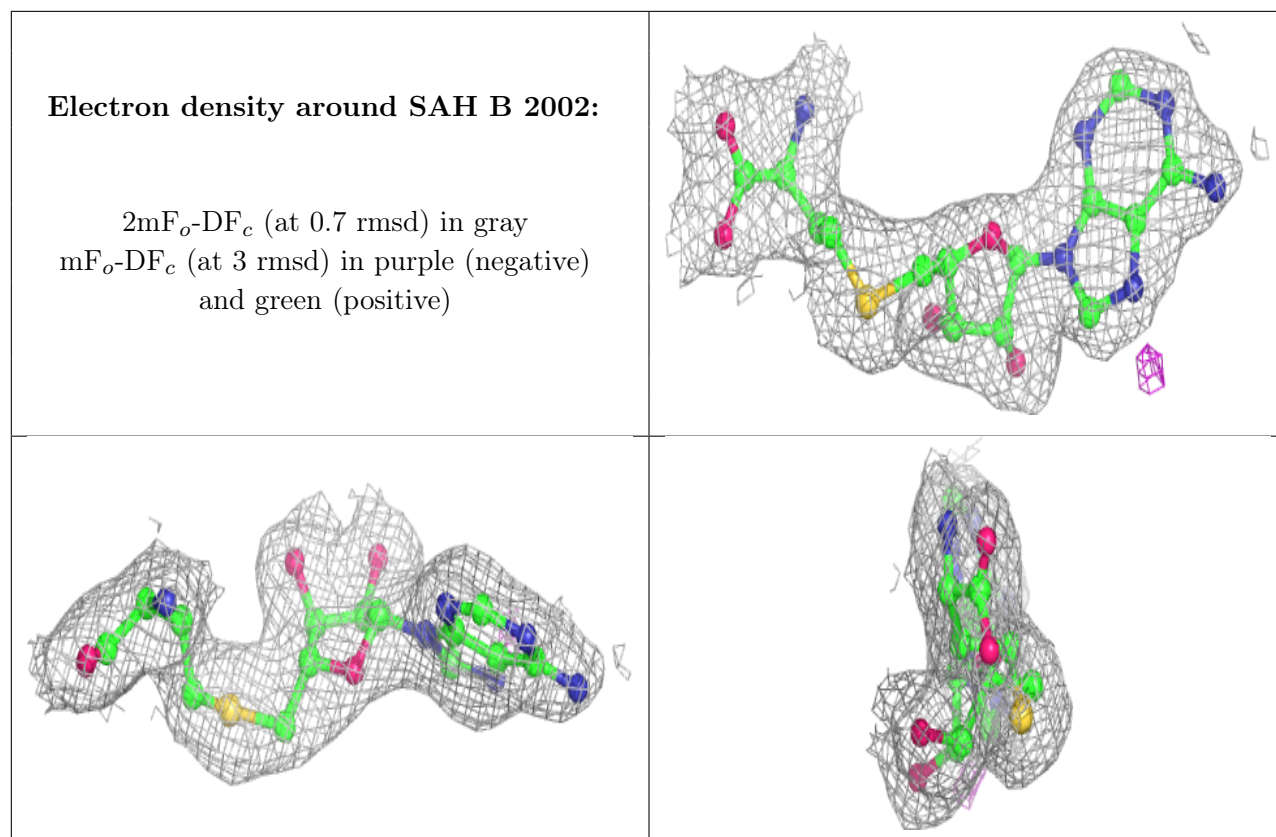 Electron density around SAH B 2002:
2mFₒ-DF𝑐 (at 0.7 rmsd) in gray
mFₒ-DF𝑐 (at 3 rmsd) in purple (negative)
and green (positive)